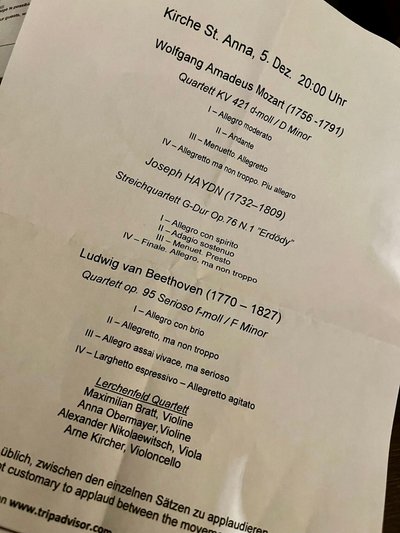 Kirche St. Anna, 5. Dez. 20:00 Uhr
Wolfgang Amadeus Mozart (1756 -1791)
Quartett KV 421 d-moll / D Minor
I – Allegro moderato
II – Andante
III – Menuetto. Allegretto
IV – Allegretto ma non troppo. Più allegro
Joseph HAYDN (1732–1809)
Streichquartett G-Dur Op.76 N.1 "Erdödy"
I – Allegro con spirito
II – Adagio sostenuto
III – Menuet. Presto
IV – Finale. Allegro, ma non troppo
Ludwig van Beethoven (1770 – 1827)
Quartett op. 95 Serioso f-moll / F Minor
I – Allegro con brio
II – Allegretto, ma non troppo
III – Allegro assai vivace, ma serioso
IV – Larghetto espressivo – Allegretto agitato
Lerchenfeld Quartett
Maximilian Bratt, Violine
Anna Obermayer, Violine
Alexander Nikolaewitsch, Viola
Arne Kircher, Violoncello
üblich, zwischen den einzelnen Sätzen zu applaudieren
t customary to applaud between the moveme
on www.tripadvisor.com